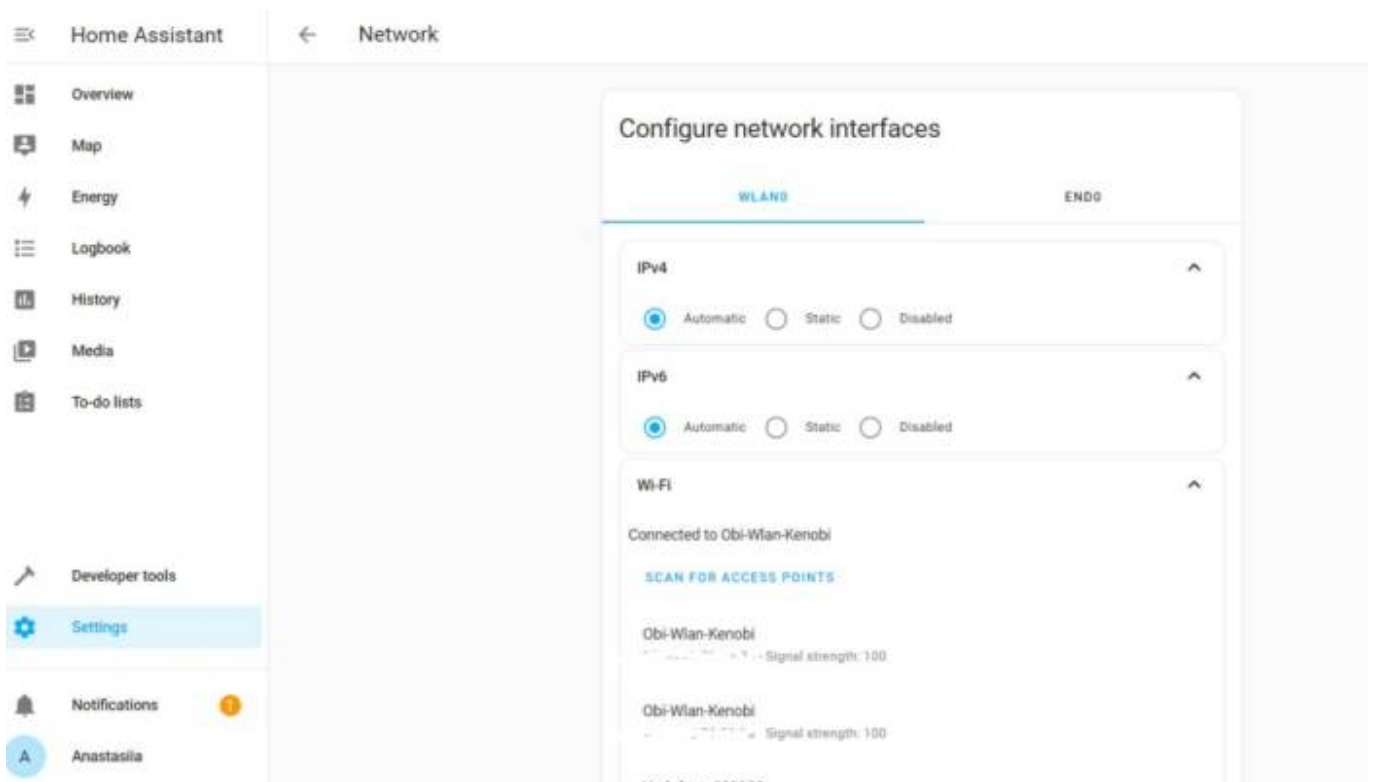 Home Assistant
Network
Overview
Map
Energy
Logbook
History
Media
To-do lists
Developer tools
Settings
Notifications
Anastasiia
Configure network interfaces
WLAN0 END0
IPv4
Automatic Static Disabled
IPv6
Automatic Static Disabled
Wi-Fi
Connected to Obi-Wlan-Kenobi
SCAN FOR ACCESS POINTS
Obi-Wlan-Kenobi
Signal strength: 100
Obi-Wlan-Kenobi
Signal strength: 100